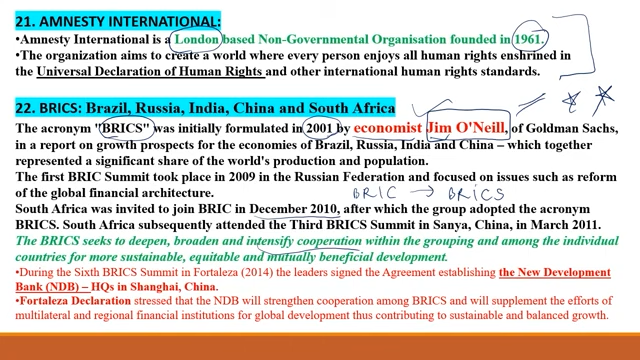 21. AMNESTY INTERNATIONAL:
•Amnesty International is a London based Non-Governmental Organisation founded in 1961.
•The organization aims to create a world where every person enjoys all human rights enshrined in
the Universal Declaration of Human Rights and other international human rights standards.
22. BRICS: Brazil, Russia, India, China and South Africa
The acronym "BRICS" was initially formulated in 2001 by economist Jim O'Neill, of Goldman Sachs,
in a report on growth prospects for the economies of Brazil, Russia, India and China – which together
represented a significant share of the world's production and population.
The first BRIC Summit took place in 2009 in the Russian Federation and focused on issues such as reform
of the global financial architecture.
BRIC → BRICS
South Africa was invited to join BRIC in December 2010, after which the group adopted the acronym
BRICS. South Africa subsequently attended the Third BRICS Summit in Sanya, China, in March 2011.
The BRICS seeks to deepen, broaden and intensify cooperation within the grouping and among the individual
countries for more sustainable, equitable and mutually beneficial development.
•During the Sixth BRICS Summit in Fortaleza (2014) the leaders signed the Agreement establishing the New Development
Bank (NDB) – HQs in Shanghai, China.
•Fortaleza Declaration stressed that the NDB will strengthen cooperation among BRICS and will supplement the efforts of
multilateral and regional financial institutions for global development thus contributing to sustainable and balanced growth.